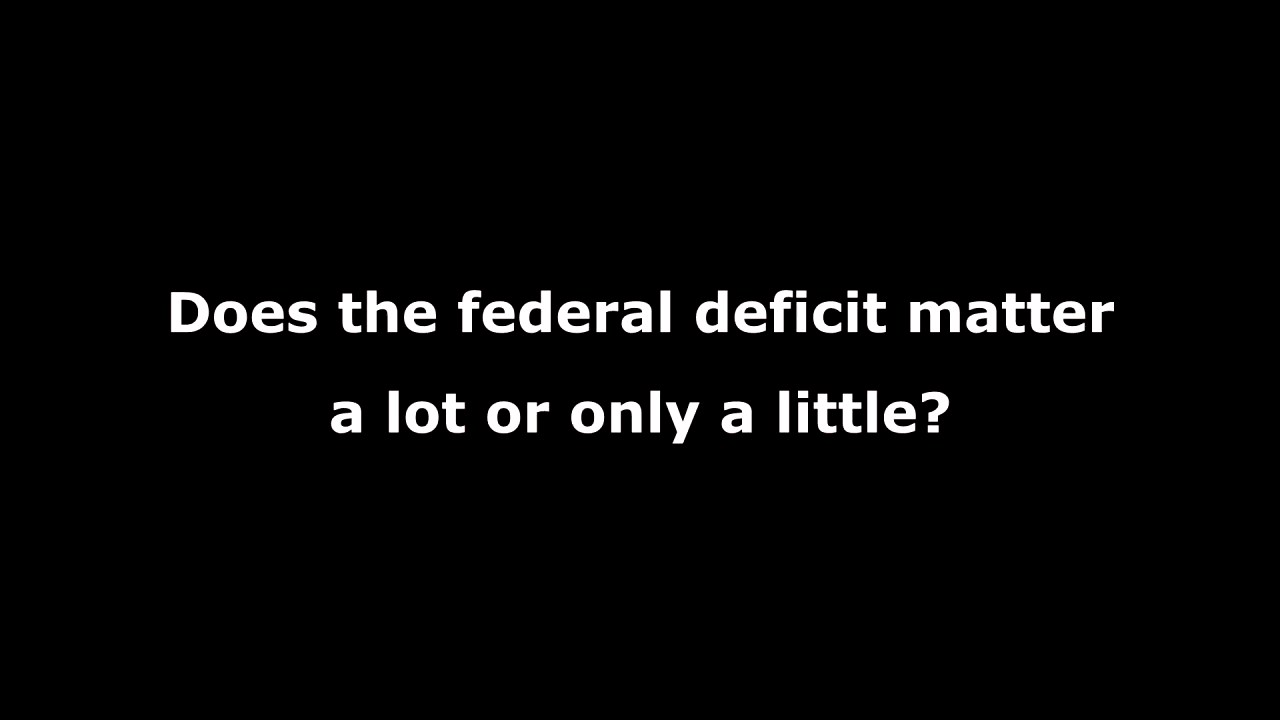 Does the federal deficit matter
a lot or only a little?